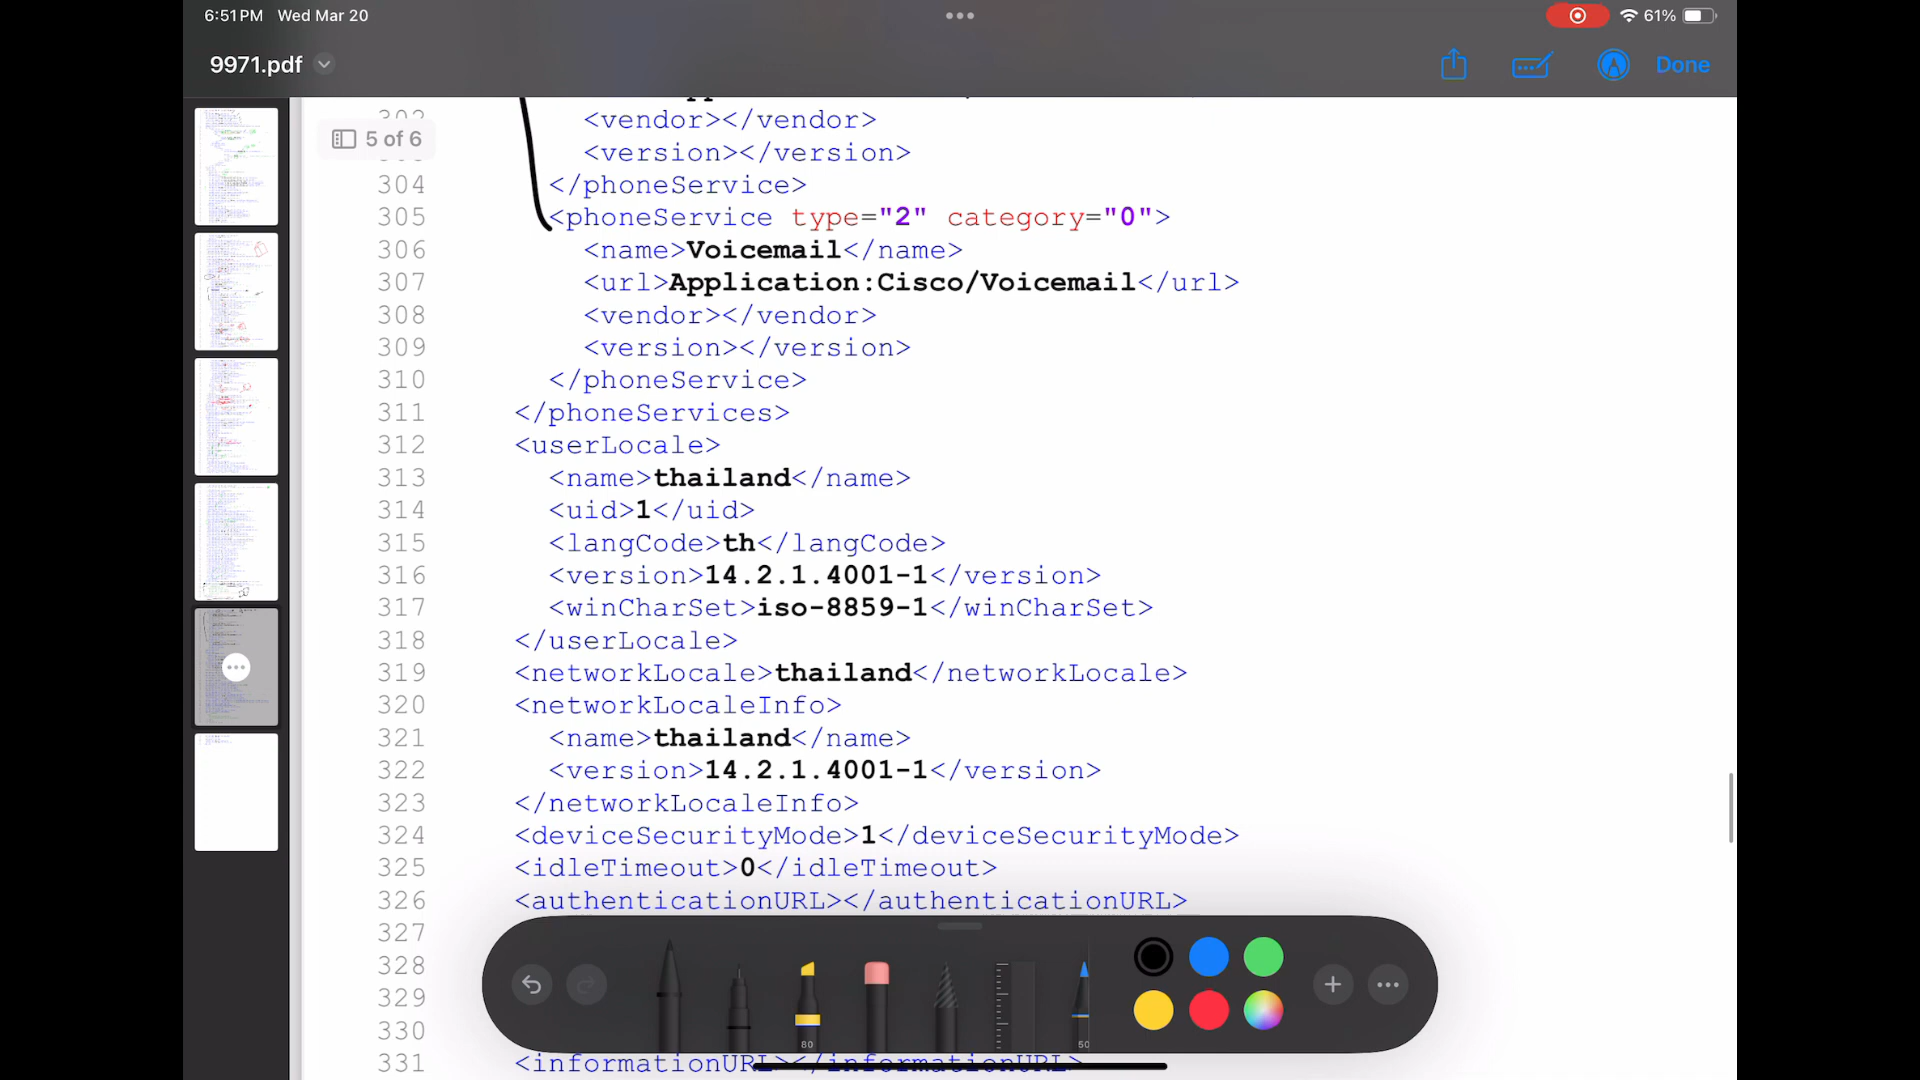 6:51 PM Wed Mar 20
61%
9971.pdf
Done
5 of 6
302
<vendor></vendor>
<version></version>
304 </phoneService>
305 <phoneService type="2" category="0">
306 <name>Voicemail</name>
307 <url>Application:Cisco/Voicemail</url>
308 <vendor></vendor>
309 <version></version>
310 </phoneService>
311 </phoneServices>
312 <userLocale>
313 <name>thailand</name>
314 <uid>1</uid>
315 <langCode>th</langCode>
316 <version>14.2.1.4001-1</version>
317 <winCharSet>iso-8859-1</winCharSet>
318 </userLocale>
319 <networkLocale>thailand</networkLocale>
320 <networkLocaleInfo>
321 <name>thailand</name>
322 <version>14.2.1.4001-1</version>
323 </networkLocaleInfo>
324 <deviceSecurityMode>1</deviceSecurityMode>
325 <idleTimeout>0</idleTimeout>
326 <authenticationURL></authenticationURL>
327
328
329
330
331 <informationURL></informationURL>
80
50